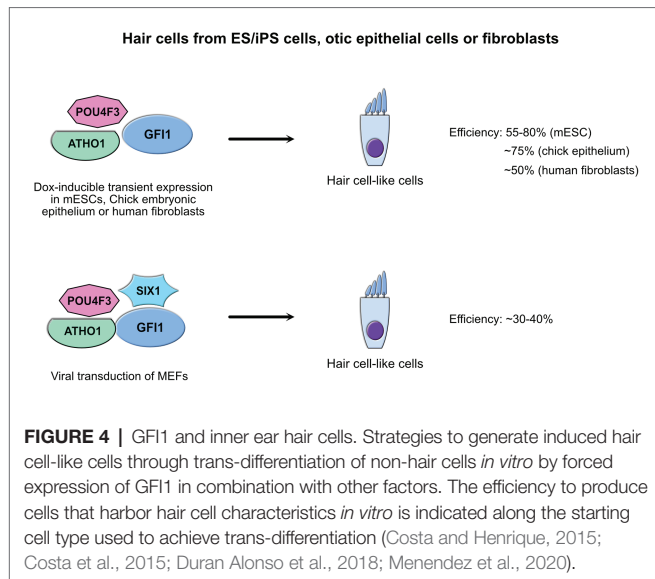 Hair cells from ES/iPS cells, otic epithelial cells or fibroblasts
POU4F3
GFI1
ATHO1
Dox-inducible transient expression
in mESCs, Chick embryonic
epithelium or human fibroblasts
Hair cell-like cells
Efficiency: 55-80% (mESC)
~75% (chick epithelium)
~50% (human fibroblasts)
SIX1
POU4F3
GFI1
ATHO1
Viral transduction of MEFs
Hair cell-like cells
Efficiency: ~30-40%
FIGURE 4 | GFI1 and inner ear hair cells. Strategies to generate induced hair
cell-like cells through trans-differentiation of non-hair cells in vitro by forced
expression of GFI1 in combination with other factors. The efficiency to produce
cells that harbor hair cell characteristics in vitro is indicated along the starting
cell type used to achieve trans-differentiation (Costa and Henrique, 2015;
Costa et al., 2015; Duran Alonso et al., 2018; Menendez et al., 2020).